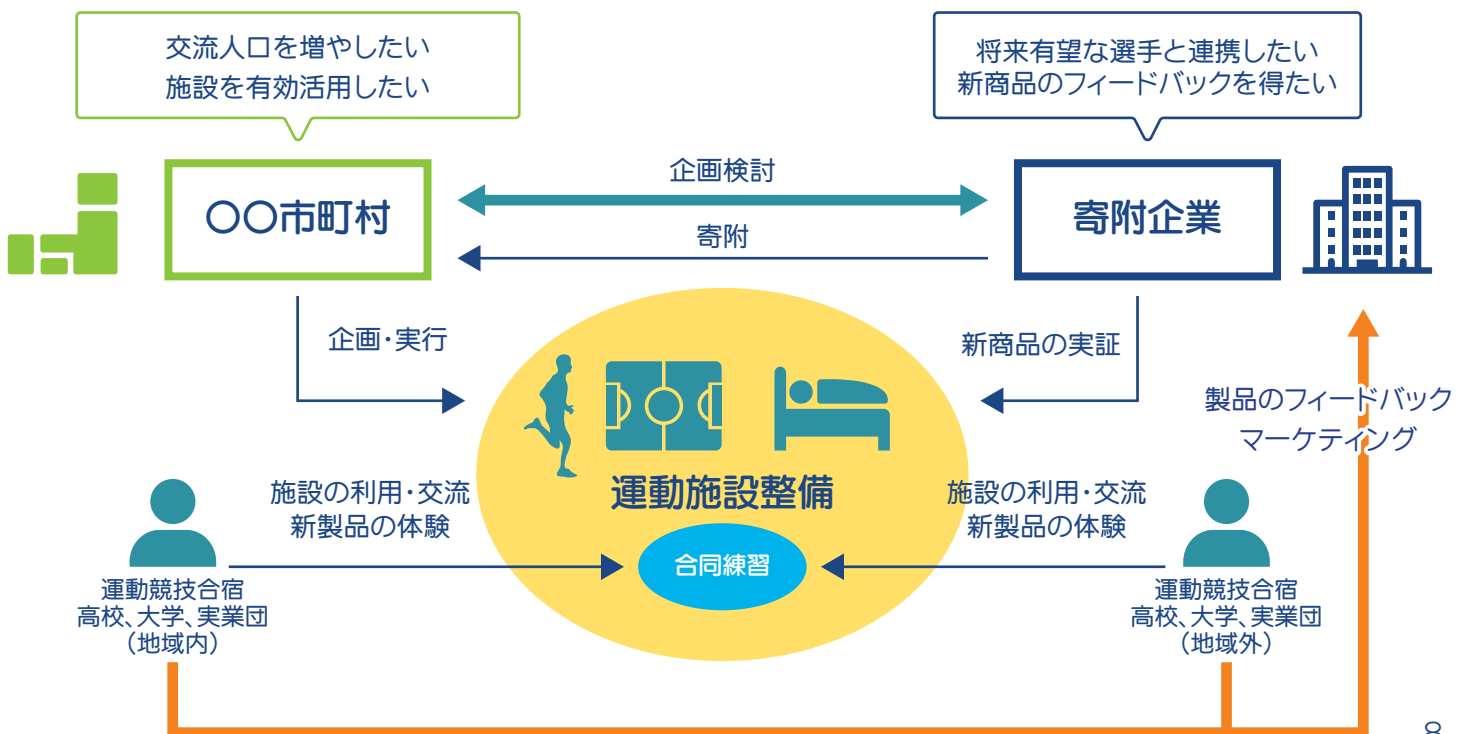 交流人口を増やしたい
施設を有効活用したい
将来有望な選手と連携したい
新商品のフィードバックを得たい
〇〇市町村
企画検討
寄附
寄附企業
企画・実行
新商品の実証
製品のフィードバック
マーケティング
運動施設整備
施設の利用・交流
新製品の体験
施設の利用・交流
新製品の体験
合同練習
運動競技合宿
高校、大学、実業団
（地域内）
運動競技合宿
高校、大学、実業団
（地域外）